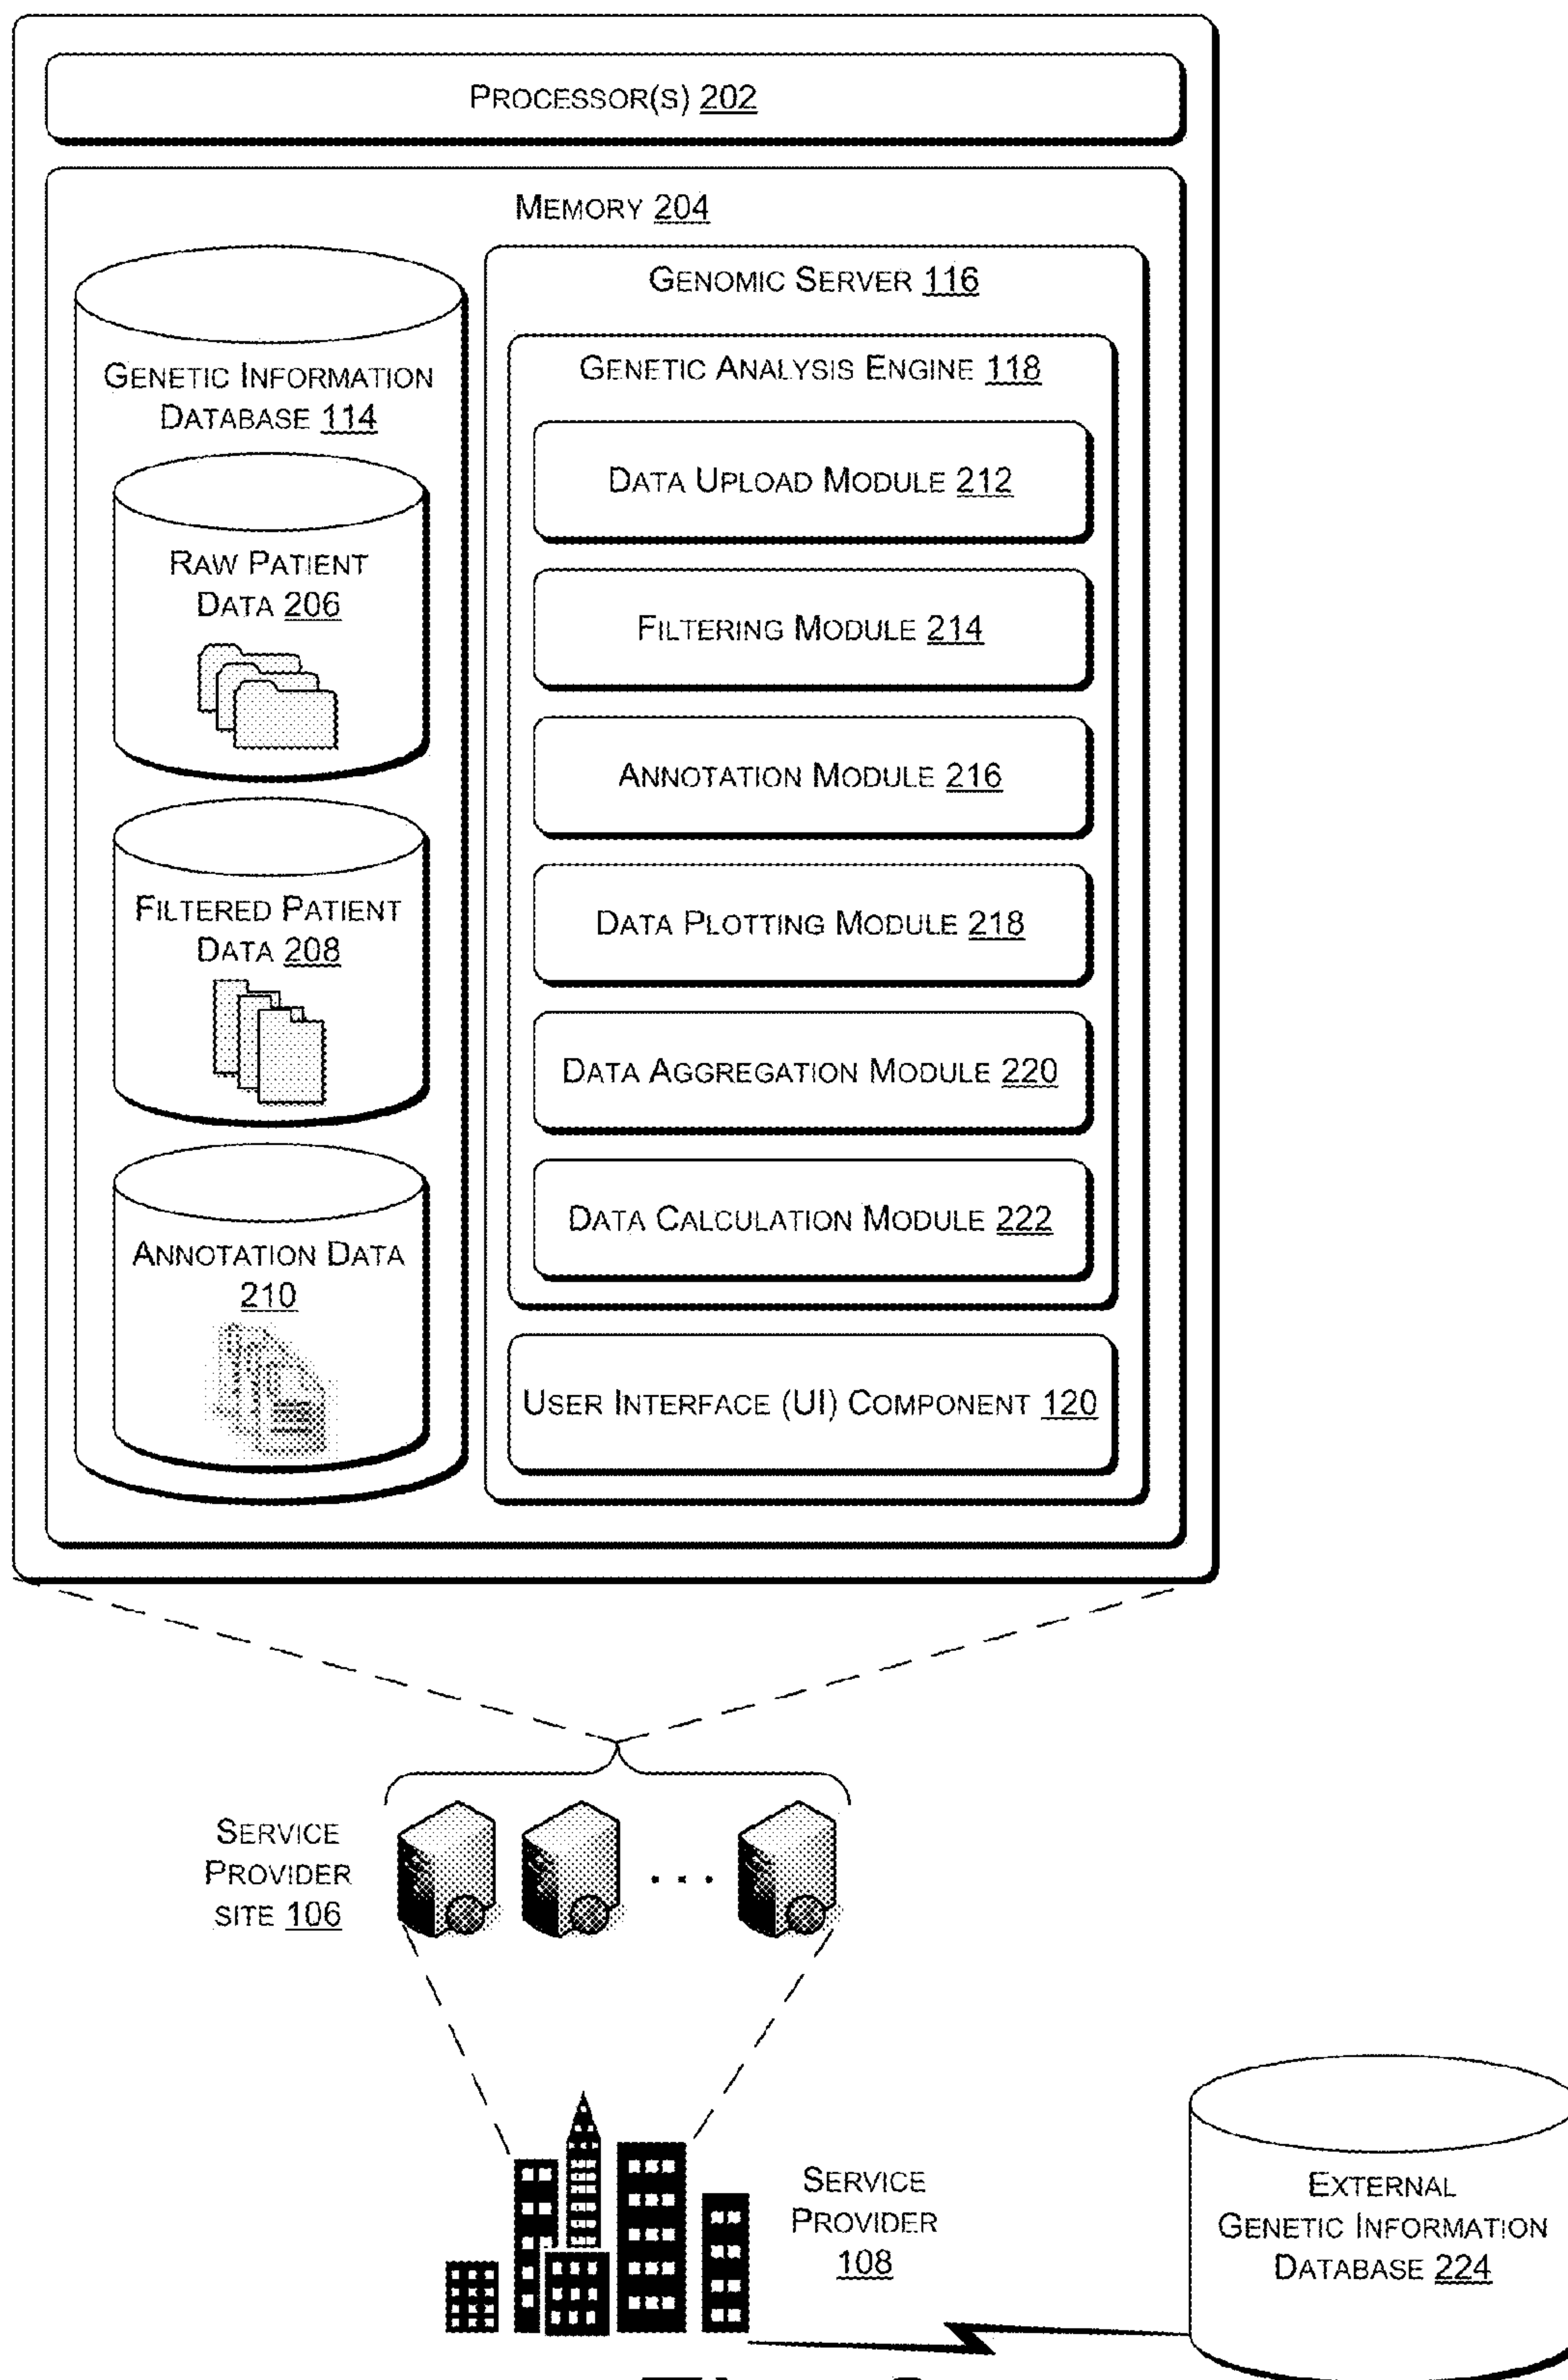 PROCESSOR(S) 202
MEMORY 204
GENETIC INFORMATION
DATABASE 114
RAW PATIENT
DATA 206
FILTERED PATIENT
DATA 208
ANNOTATION DATA
210
GENOMIC SERVER 116
GENETIC ANALYSIS ENGINE 118
DATA UPLOAD MODULE 212
FILTERING MODULE 214
ANNOTATION MODULE 216
DATA PLOTTING MODULE 218
DATA AGGREGATION MODULE 220
DATA CALCULATION MODULE 222
USER INTERFACE (UI) COMPONENT 120
SERVICE
PROVIDER
SITE 106
SERVICE
PROVIDER
108
EXTERNAL
GENETIC INFORMATION
DATABASE 224